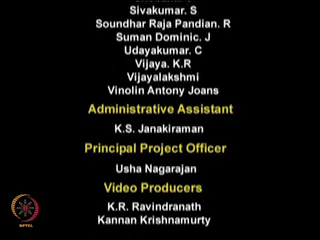 Sivakumar. S
Soundhar Raja Pandian. R
Suman Dominic. J
Udayakumar. C
Vijaya. K.R
Vijayalakshmi
Vinolin Antony Joans
Administrative Assistant
K.S. Janakiraman
Principal Project Officer
Usha Nagarajan
Video Producers
K.R. Ravindranath
Kannan Krishnamurty
NPTEL